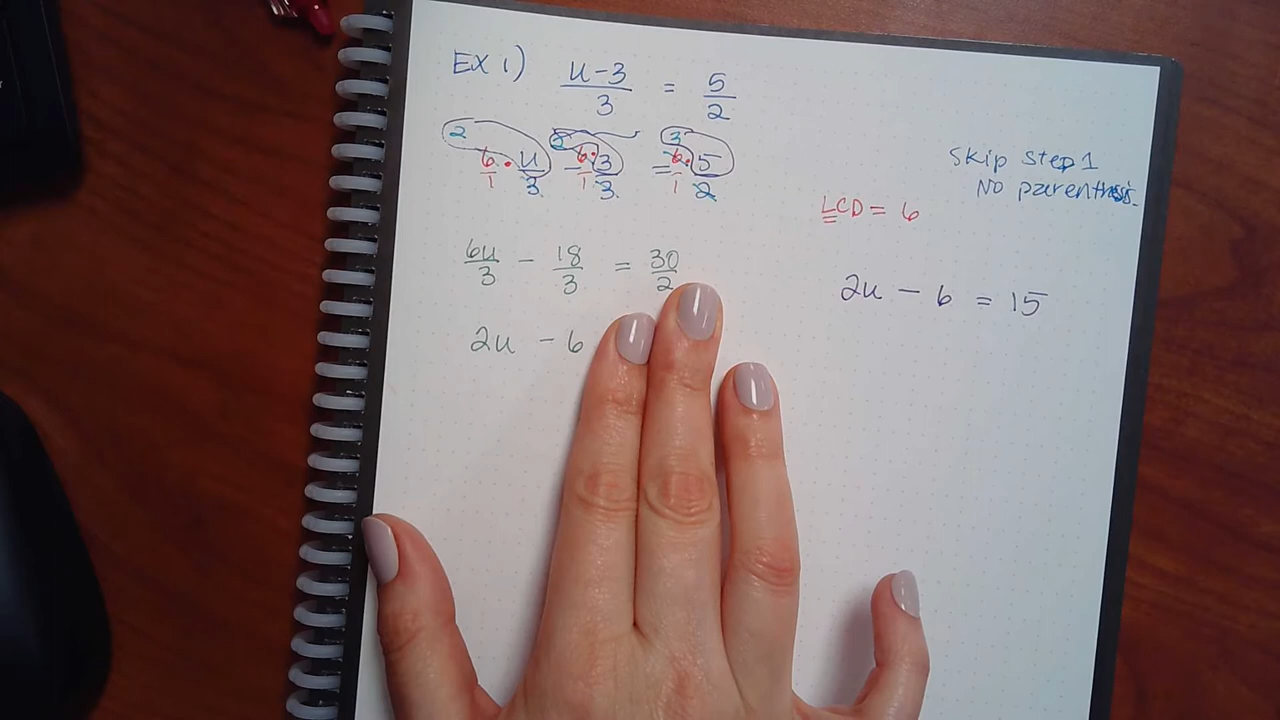 EX 1) u-3/3 = 5/2
2 3
6/1 • u/3 - 6/1 • 3/3 = 6/1 • 5/2
Skip step 1
No parenthesis.
LCD = 6
6u/3 - 18/3 = 30/2
2u - 6 = 15
2u - 6